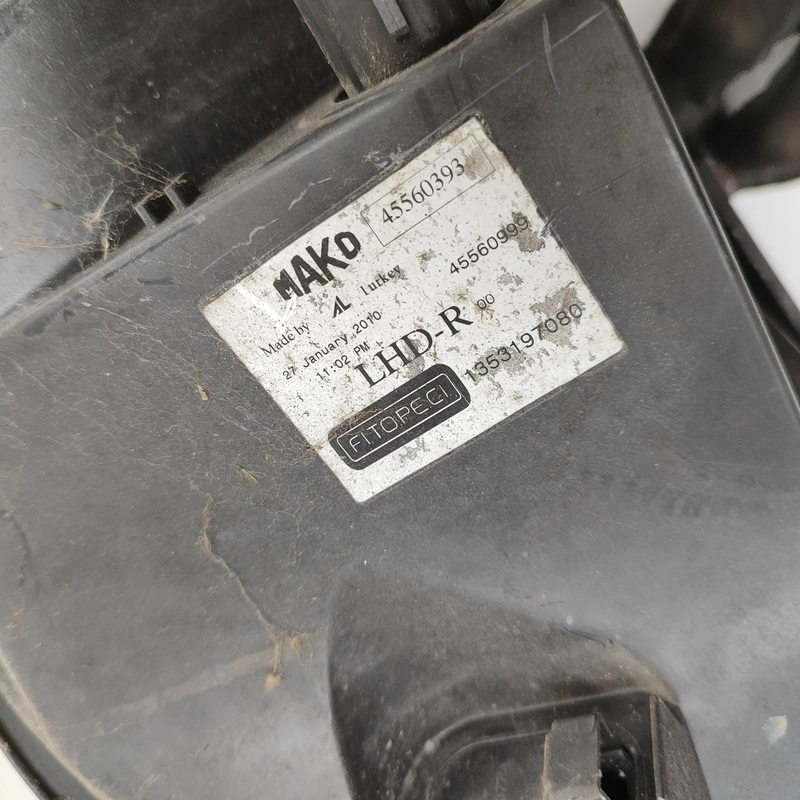 MAKO 45560393
Made by AL Turkey 45560999
27 January 2010
11:02 PM
LHD-R 00
FITOPECI 1353197080